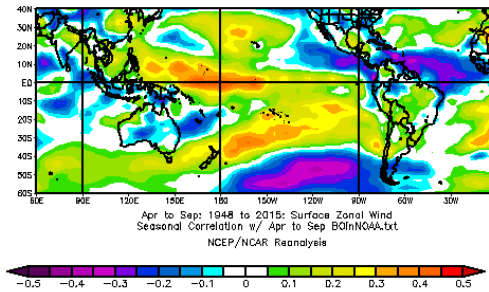 40N
30N
20N
10N
EQ
10S
20S
30S
40S
50S
60S
60E 90E 120E 150E 180 150W 120W 90W 60W 30W
Apr to Sep: 1948 to 2015: Surface Zonal Wind
Seasonal Correlation w/ Apr to Sep BOInNOAA.txt
NCEP/NCAR Reanalysis
-0.5 -0.4 -0.3 -0.2 -0.1 0 0.1 0.2 0.3 0.4 0.5